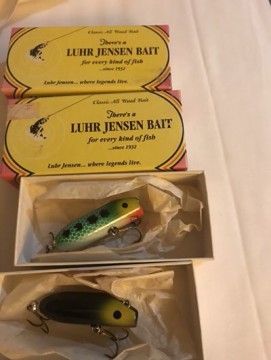 Classic All Wood Bait
There's a
LUHR JENSEN BAIT
for every kind of fish
...since 1932
Luhr Jensen... where legends live.
Classic All Wood Bait
There's a
LUHR JENSEN BAIT
for every kind of fish
...since 1932
Luhr Jensen... where legends live.